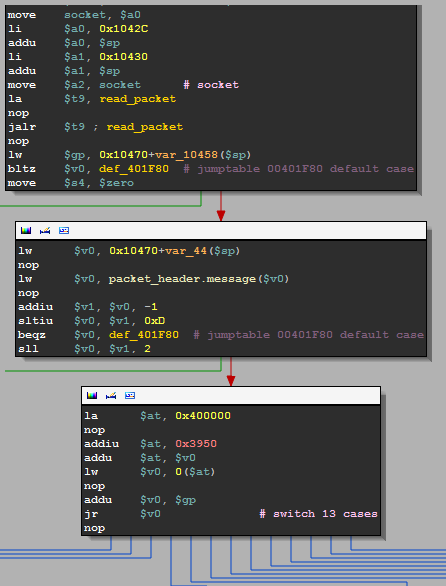 move socket, $a0
li $a0, 0x1042C
addu $a0, $sp
li $a1, 0x10430
addu $a1, $sp
move $a2, socket # socket
la $t9, read_packet
nop
jalr $t9 ; read_packet
nop
lw $gp, 0x10470+var_10458($sp)
bltz $v0, def_401F80 # jumptable 00401F80 default case
move $s4, $zero
lw $v0, 0x10470+var_44($sp)
nop
lw $v0, packet_header.message($v0)
nop
addiu $v1, $v0, -1
sltiu $v0, $v1, 0xD
beqz $v0, def_401F80 # jumptable 00401F80 default case
sll $v0, $v1, 2
la $at, 0x400000
nop
addiu $at, 0x3950
addu $at, $v0
lw $v0, 0($at)
nop
addu $v0, $gp
jr $v0 # switch 13 cases
nop